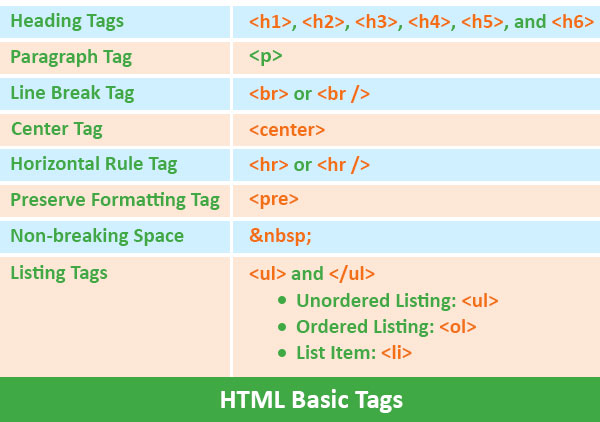 Heading Tags <h1>, <h2>, <h3>, <h4>, <h5>, and <h6>
Paragraph Tag <p>
Line Break Tag <br> or <br />
Center Tag <center>
Horizontal Rule Tag <hr> or <hr />
Preserve Formatting Tag <pre>
Non-breaking Space &nbsp;
Listing Tags <ul> and </ul>
• Unordered Listing: <ul>
• Ordered Listing: <ol>
• List Item: <li>
HTML Basic Tags